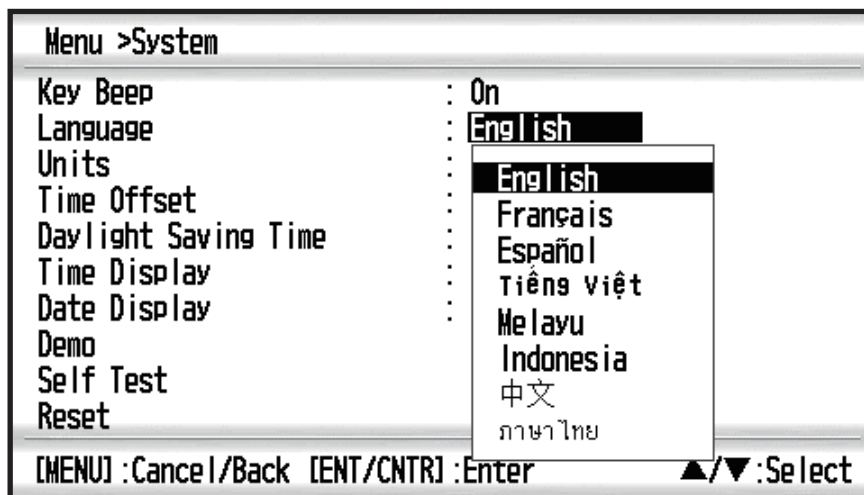 Menu >System
Key Beep : On
Language : English
Units :
Time Offset :
Daylight Saving Time :
Time Display :
Date Display :
Demo
Self Test
Reset
English
Français
Español
Tiếng Việt
Melayu
Indonesia
中文
ภาษาไทย
[MENU]:Cancel/Back [ENT/CNTR]:Enter ▲/▼:Select